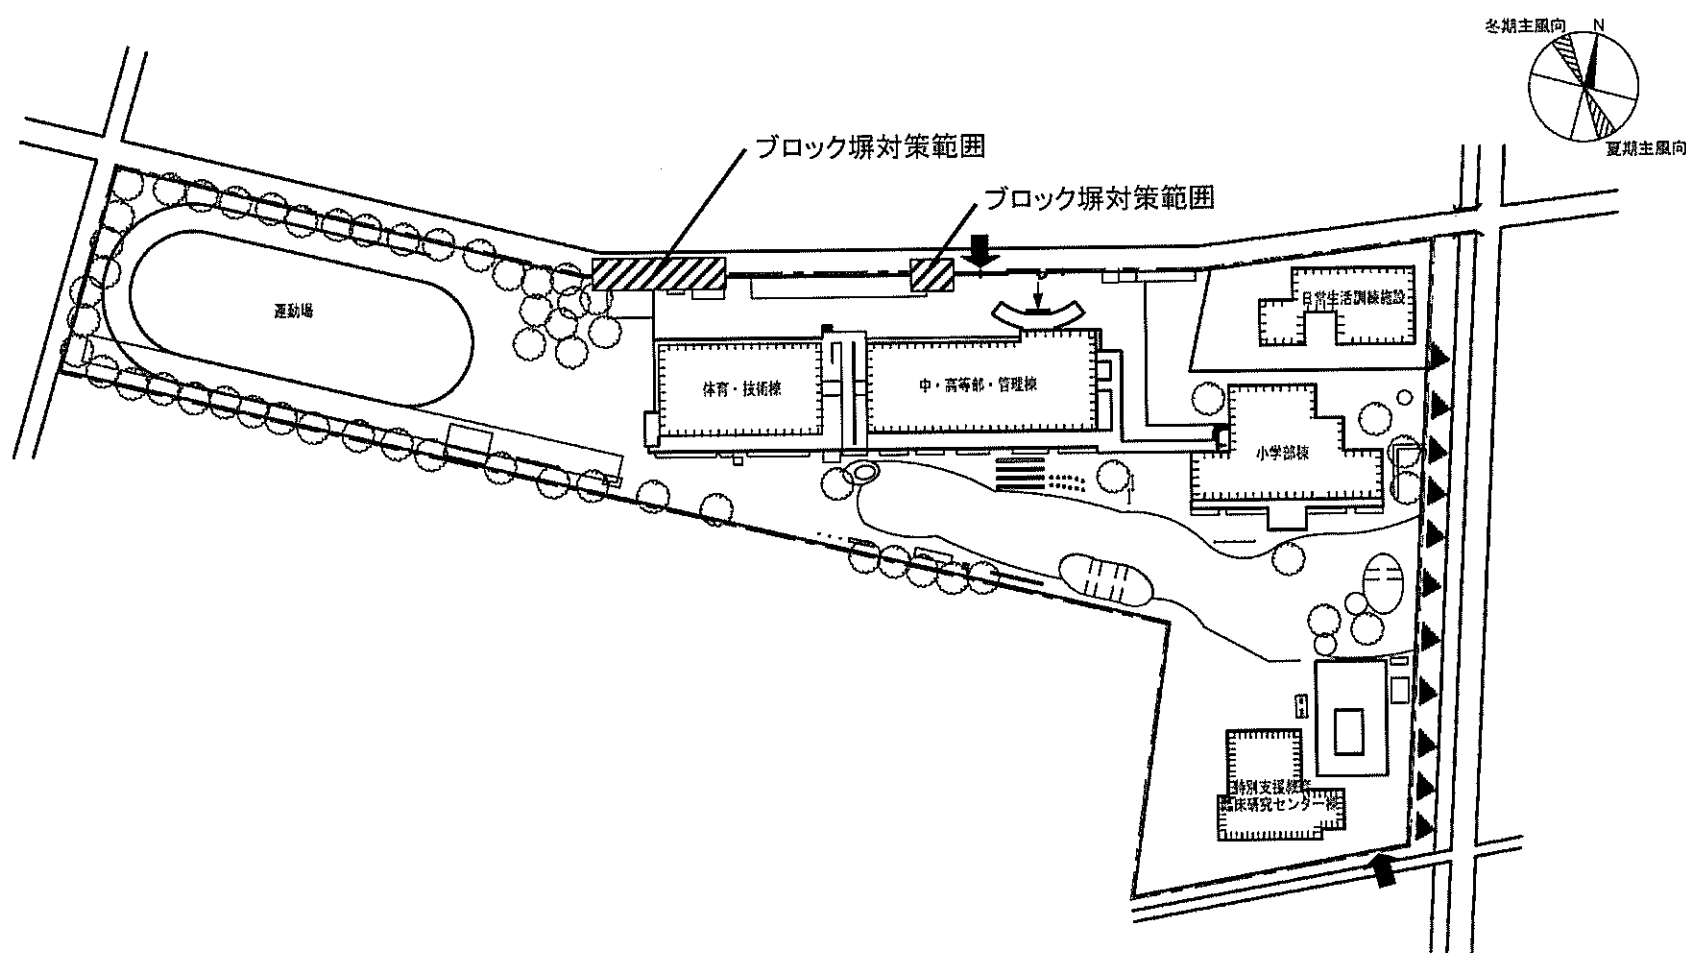 冬期主風向
N
夏期主風向
ブロック塀対策範囲
ブロック塀対策範囲
運動場
日常生活訓練施設
体育・技術棟
中・高等部・管理棟
小学部棟
特別支援教育
臨床研究センター棟